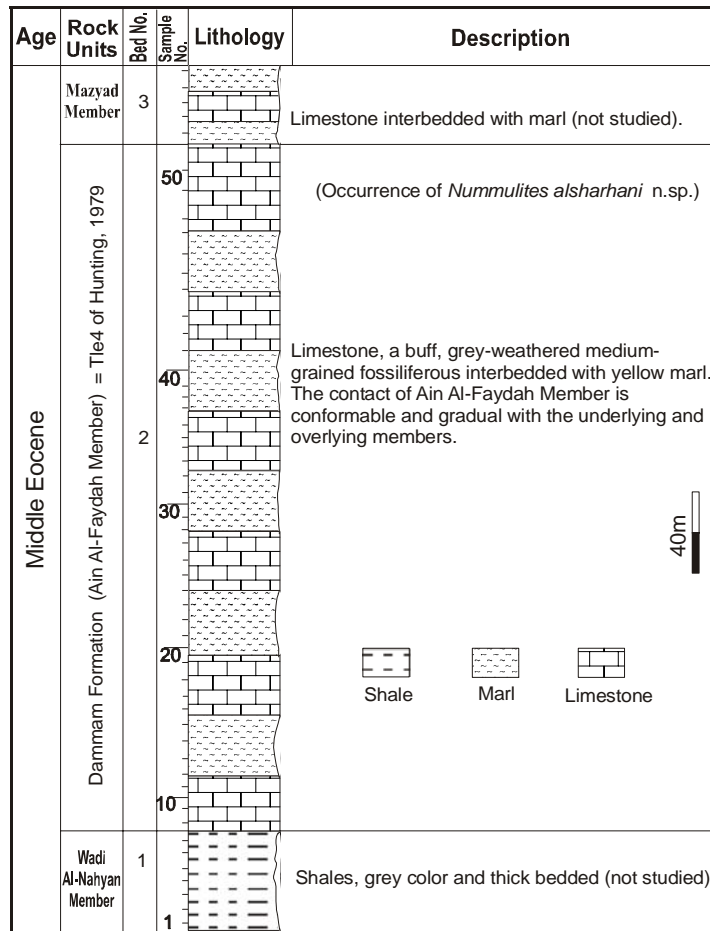 Age
Rock
Units
Bed No.
Sample
No.
Lithology
Description
Middle Eocene
Mazyad
Member
3
Limestone interbedded with marl (not studied).
Dammam Formation (Ain Al-Faydah Member) = Tle4 of Hunting, 1979
2
50
40
30
20
10
(Occurrence of Nummulites alsharhani n.sp.)
Limestone, a buff, grey-weathered medium-
grained fossiliferous interbedded with yellow marl.
The contact of Ain Al-Faydah Member is
conformable and gradual with the underlying and
overlying members.
40m
Shale
Marl
Limestone
Wadi
Al-Nahyan
Member
1
1
Shales, grey color and thick bedded (not studied)